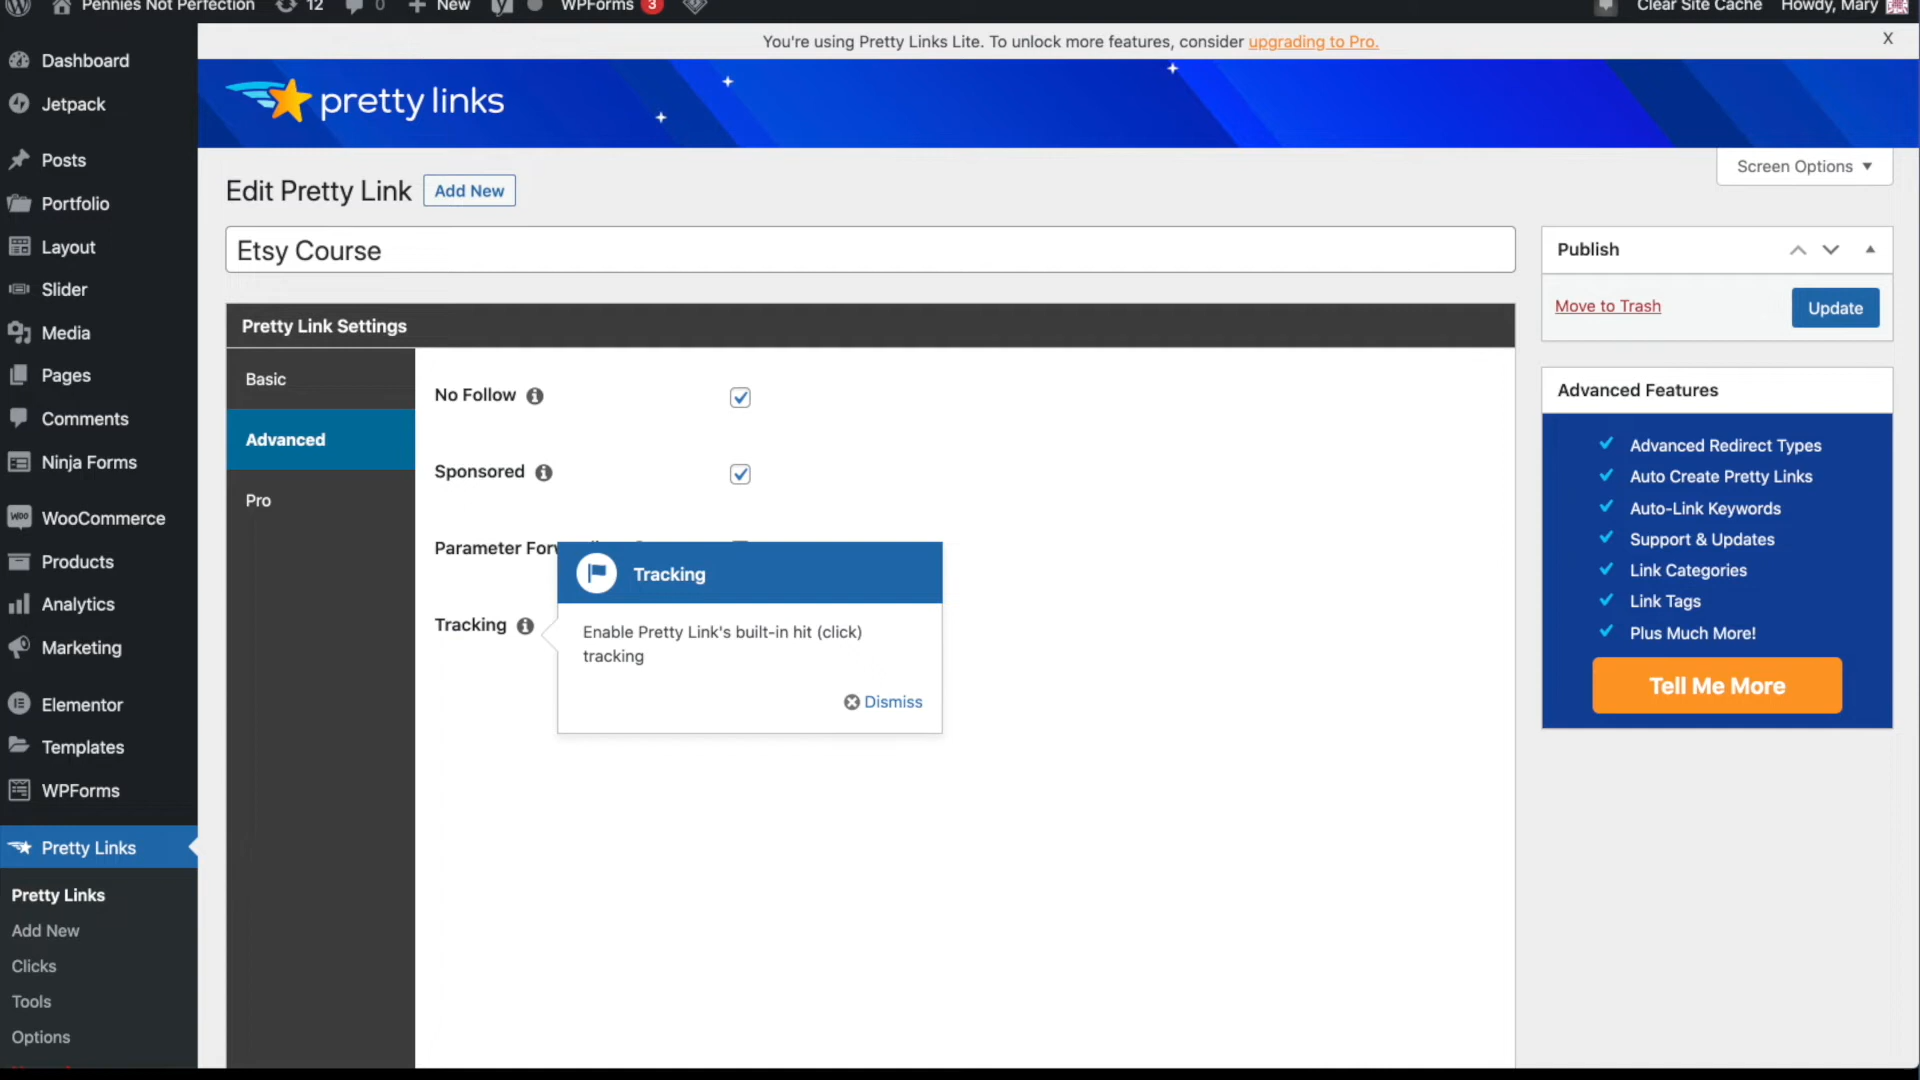 Pennies Not Perfection
12
0
New
WPForms 3
Clear Site Cache
Howdy, Mary
Dashboard
Jetpack
Posts
Portfolio
Layout
Slider
Media
Pages
Comments
Ninja Forms
WooCommerce
Products
Analytics
Marketing
Elementor
Templates
WPForms
Pretty Links
Pretty Links
Add New
Clicks
Tools
Options
You're using Pretty Links Lite. To unlock more features, consider upgrading to Pro.
X
pretty links
Screen Options
Edit Pretty Link
Add New
Etsy Course
Pretty Link Settings
Basic
Advanced
Pro
No Follow
Sponsored
Parameter
Tracking
Tracking
Enable Pretty Link's built-in hit (click)
tracking
Dismiss
Publish
Move to Trash
Update
Advanced Features
Advanced Redirect Types
Auto Create Pretty Links
Auto-Link Keywords
Support & Updates
Link Categories
Link Tags
Plus Much More!
Tell Me More